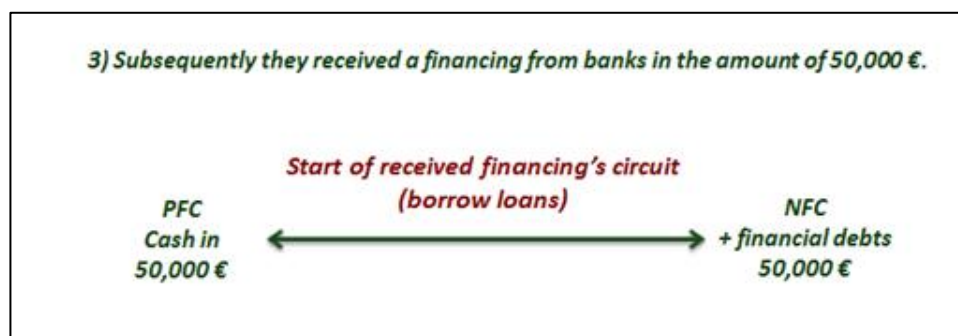 3) Subsequently they received a financing from banks in the amount of 50,000 €.
Start of received financing's circuit
(borrow loans)
PFC
Cash in
50,000 €
NFC
+ financial debts
50,000 €